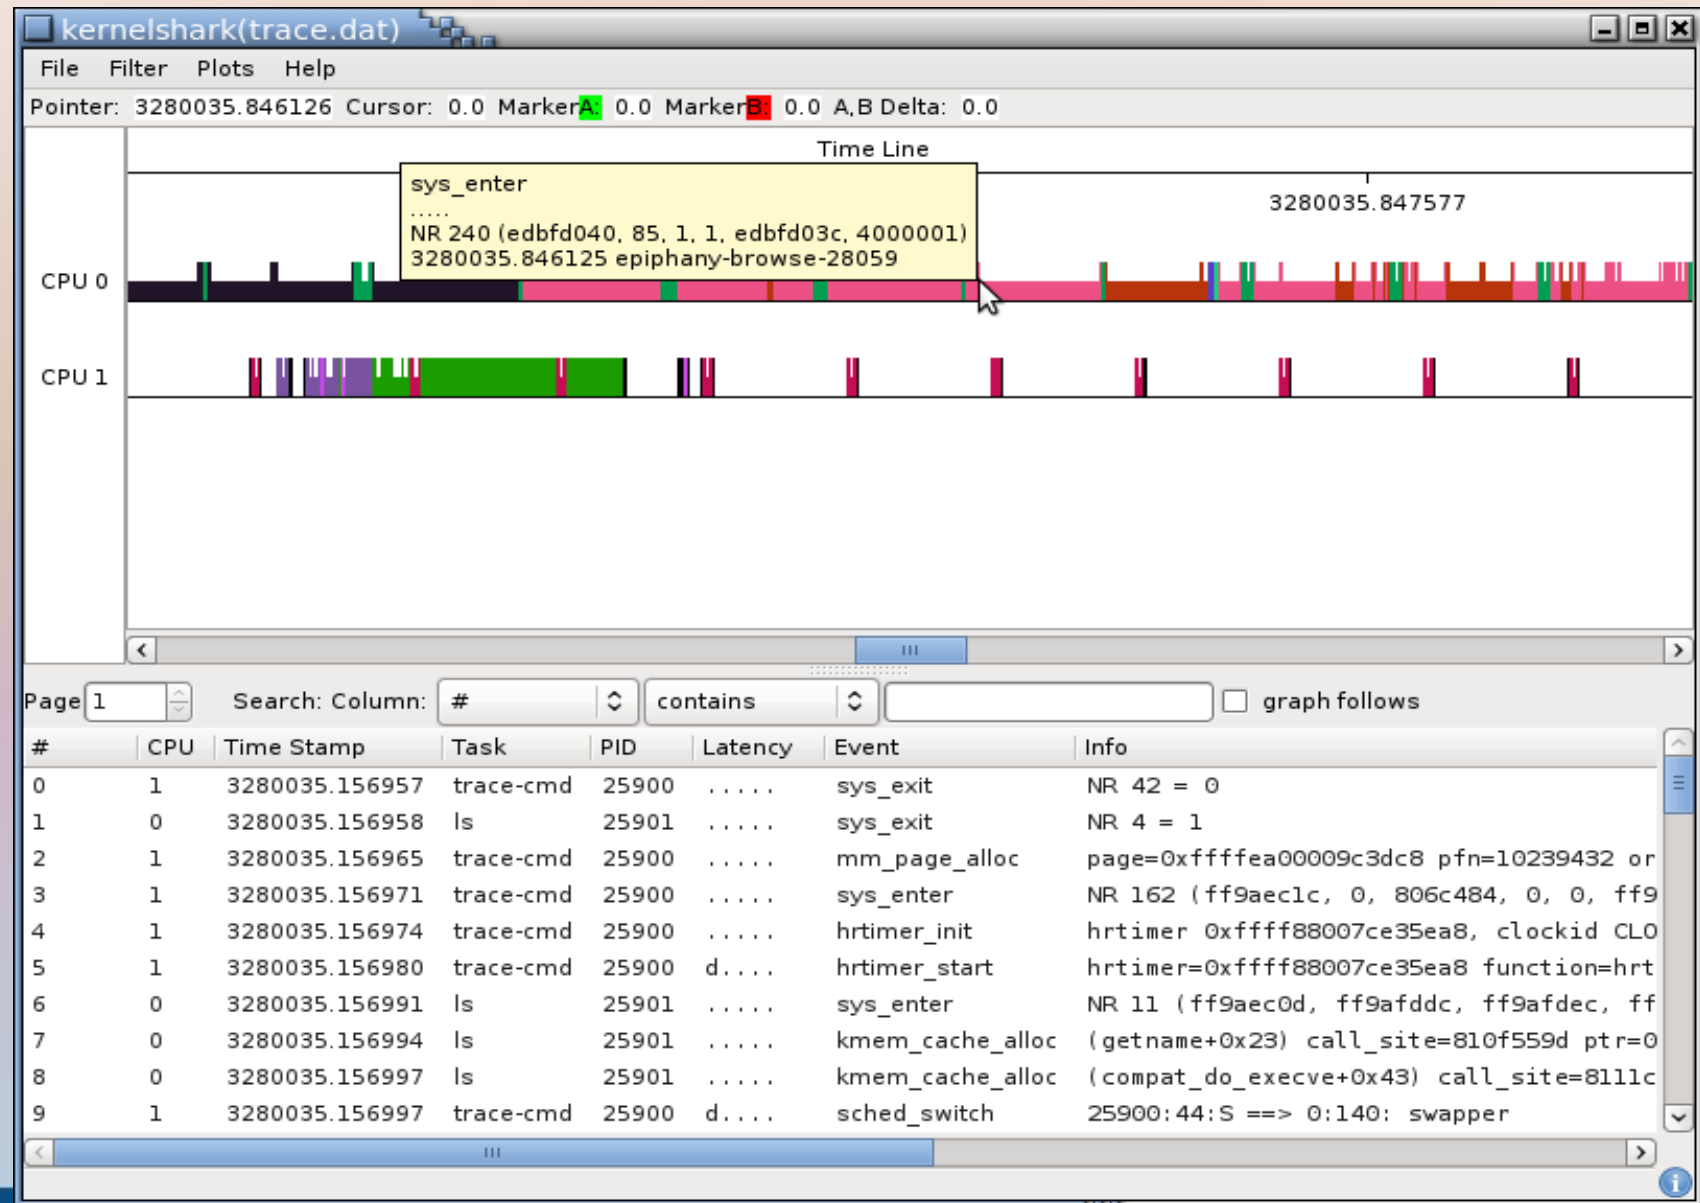 kernelshark(trace.dat)
File Filter Plots Help
Pointer: 3280035.846126 Cursor: 0.0 MarkerA: 0.0 MarkerB: 0.0 A,B Delta: 0.0
Time Line
3280035.847577
sys_enter
.....
NR 240 (edbfd040, 85, 1, 1, edbfd03c, 4000001)
3280035.846125 epiphany-browse-28059
CPU 0
CPU 1
Page 1 Search: Column: # contains graph follows
# CPU Time Stamp Task PID Latency Event Info
0 1 3280035.156957 trace-cmd 25900 ..... sys_exit NR 42 = 0
1 0 3280035.156958 ls 25901 ..... sys_exit NR 4 = 1
2 1 3280035.156965 trace-cmd 25900 ..... mm_page_alloc page=0xffffea00009c3dc8 pfn=10239432 or
3 1 3280035.156971 trace-cmd 25900 ..... sys_enter NR 162 (ff9aec1c, 0, 806c484, 0, 0, ff9
4 1 3280035.156974 trace-cmd 25900 ..... hrtimer_init hrtimer 0xffff88007ce35ea8, clockid CLO
5 1 3280035.156980 trace-cmd 25900 d.... hrtimer_start hrtimer=0xffff88007ce35ea8 function=hrt
6 0 3280035.156991 ls 25901 ..... sys_enter NR 11 (ff9aec0d, ff9afddc, ff9afdec, ff
7 0 3280035.156994 ls 25901 ..... kmem_cache_alloc (getname+0x23) call_site=810f559d ptr=0
8 0 3280035.156997 ls 25901 ..... kmem_cache_alloc (compat_do_execve+0x43) call_site=8111c
9 1 3280035.156997 trace-cmd 25900 d.... sched_switch 25900:44:S ==> 0:140: swapper